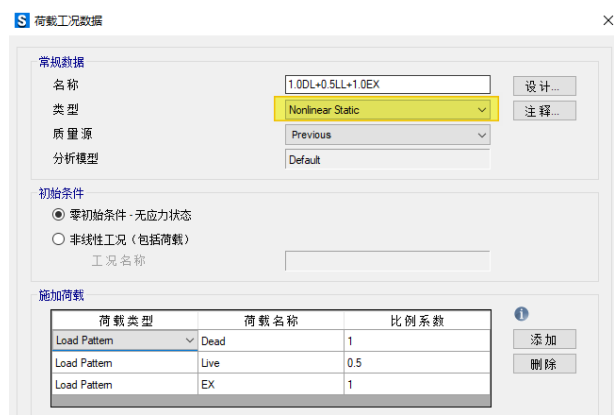 S 荷载工况数据
常规数据
名称 1.0DL+0.5LL+1.0EX 设计...
类型 Nonlinear Static 注释...
质量源 Previous
分析模型 Default
初始条件
零初始条件 - 无应力状态
非线性工况（包括荷载）
工况名称
施加荷载
荷载类型 荷载名称 比例系数
Load Pattern Dead 1 添加
Load Pattern Live 0.5 删除
Load Pattern EX 1